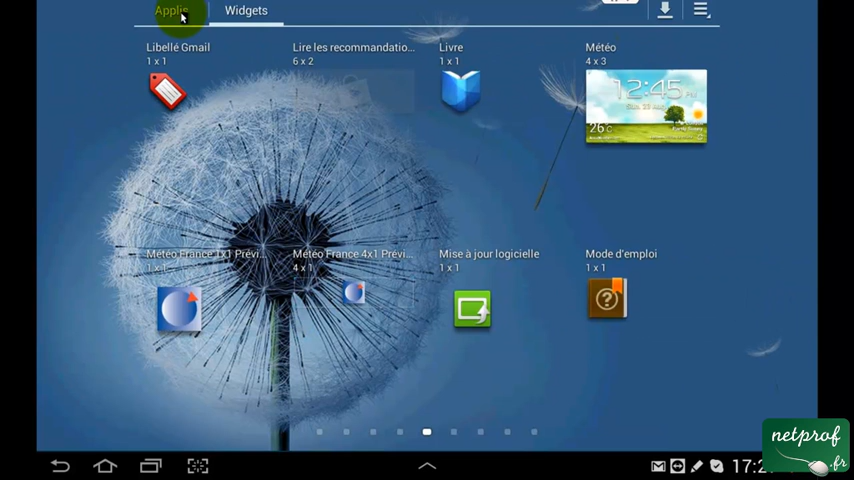 Applis
Widgets
Libellé Gmail
1 x 1
Lire les recommandatio...
6 x 2
Livre
1 x 1
Météo
4 x 3
12:45
26°C
Météo France 1x1 Prévi...
1 x 1
Météo France 4x1 Prévi...
4 x 1
Mise à jour logicielle
1 x 1
Mode d'emploi
1 x 1
netprof
.fr